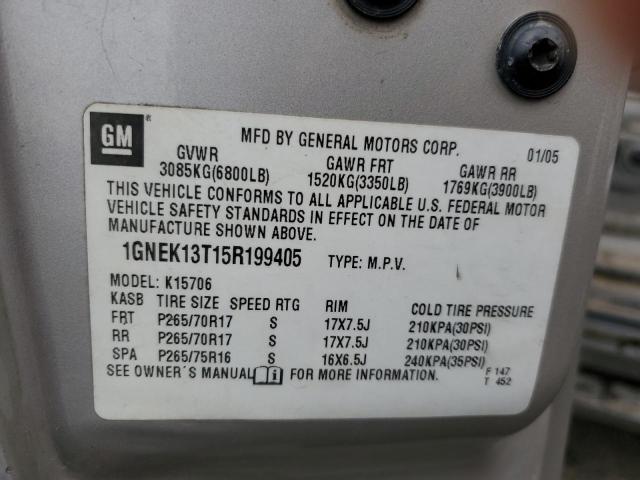 GM
MFD BY GENERAL MOTORS CORP. 01/05
GVWR GAWR FRT GAWR RR
3085KG(6800LB) 1520KG(3350LB) 1769KG(3900LB)
THIS VEHICLE CONFORMS TO ALL APPLICABLE U.S. FEDERAL MOTOR
VEHICLE SAFETY STANDARDS IN EFFECT ON THE DATE OF
MANUFACTURE SHOWN ABOVE.
1GNEK13T15R199405 TYPE: M.P.V.
MODEL: K15706
KASB TIRE SIZE SPEED RTG RIM COLD TIRE PRESSURE
FRT P265/70R17 S 17X7.5J 210KPA(30PSI)
RR P265/70R17 S 17X7.5J 210KPA(30PSI)
SPA P265/75R16 S 16X6.5J 240KPA(35PSI)
SEE OWNER´S MANUAL FOR MORE INFORMATION. F 147
T 452